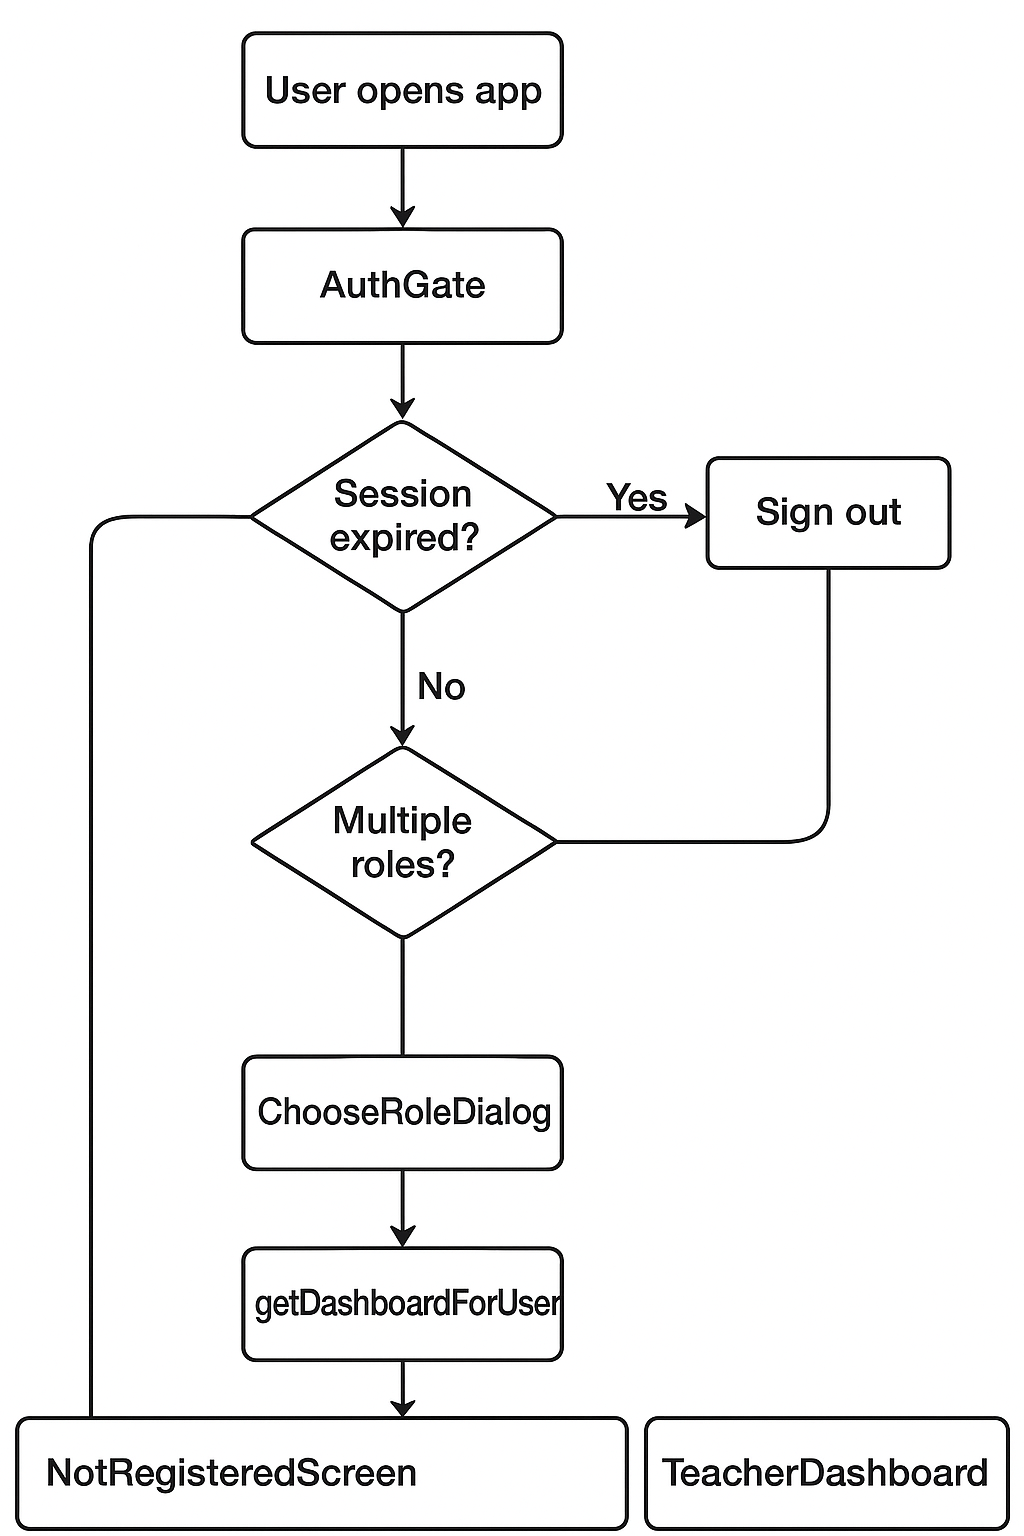 User opens app
AuthGate
Session
expired?
Yes
Sign out
No
Multiple
roles?
ChooseRoleDialog
getDashboardForUser
NotRegisteredScreen
TeacherDashboard